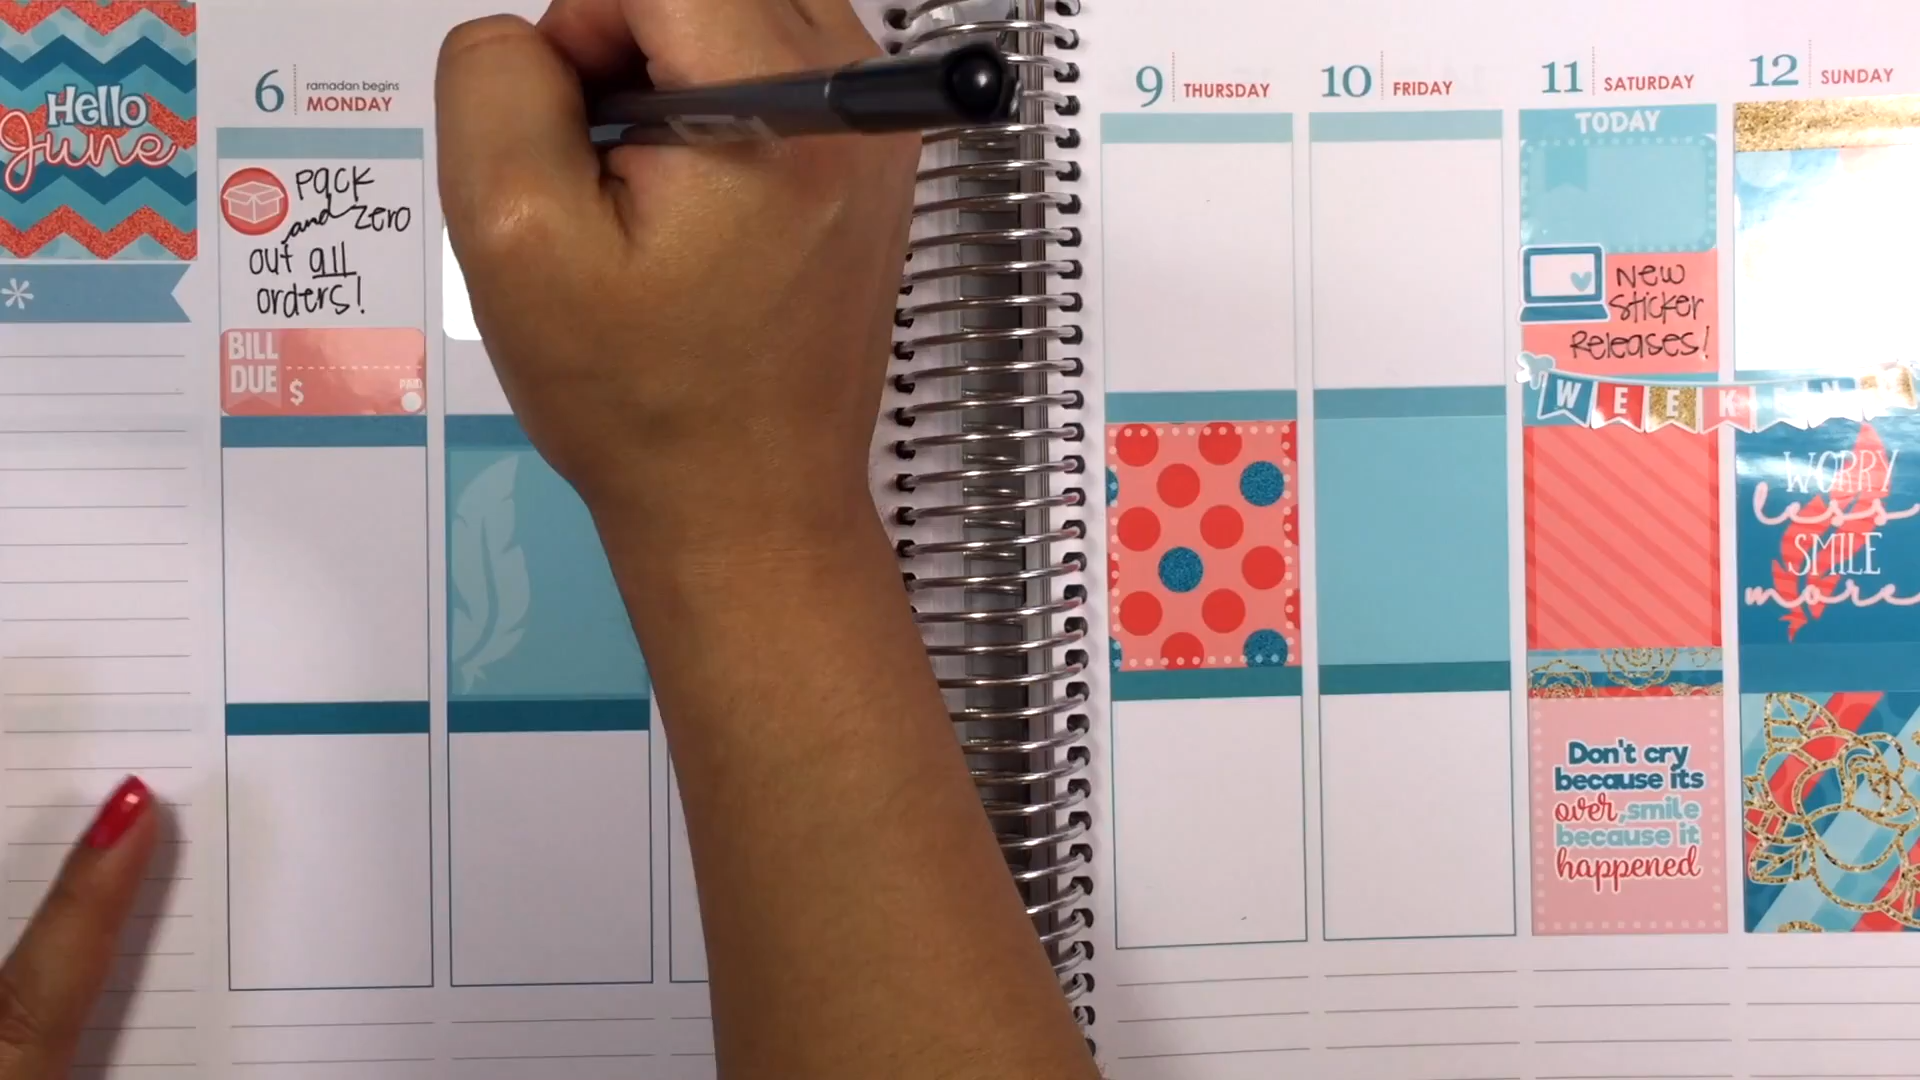 Hello
June
*
6
ramadan begins
MONDAY
pack
and zero
out all
orders!
BILL
DUE
$
PAID
9
THURSDAY
10
FRIDAY
11
SATURDAY
TODAY
New
Sticker
Releases!
12
SUNDAY
WORRY
less
SMILE
more
Don't cry
because its
over, smile
because it
happened